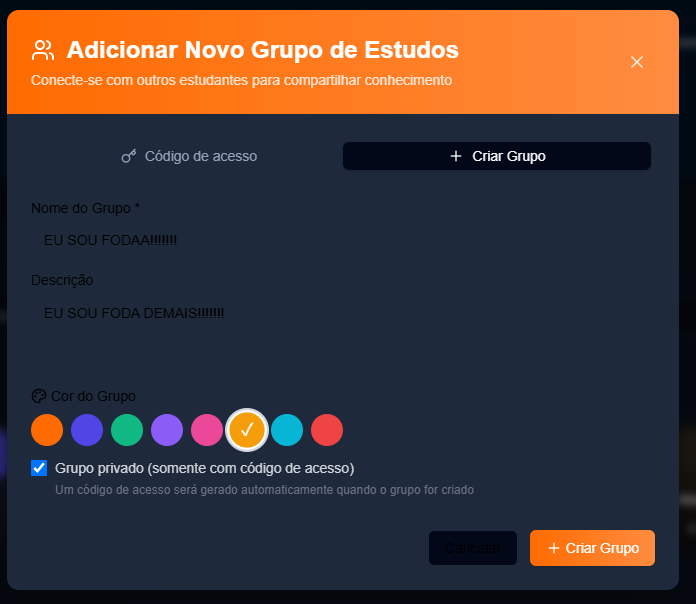 Adicionar Novo Grupo de Estudos
Conecte-se com outros estudantes para compartilhar conhecimento
Código de acesso
Criar Grupo
Nome do Grupo *
EU SOU FODAA!!!!!!!
Descrição
EU SOU FODA DEMAIS!!!!!!!
Cor do Grupo
Grupo privado (somente com código de acesso)
Um código de acesso será gerado automaticamente quando o grupo for criado
Cancelar
Criar Grupo